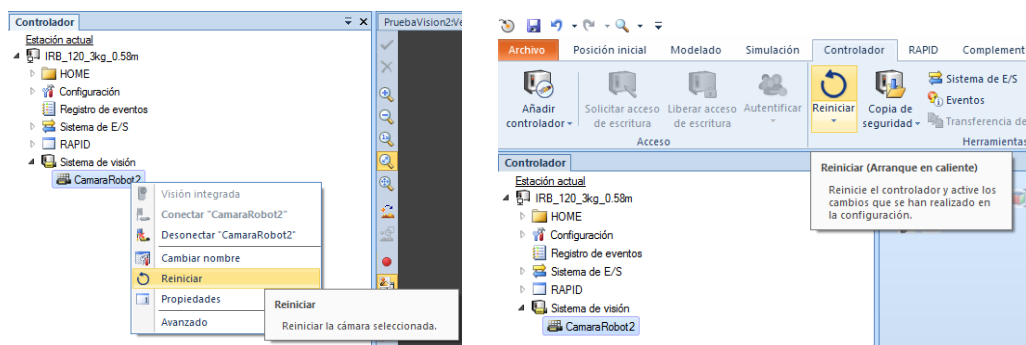 Controlador
PruebaVision2:Ve
Estación actual
IRB_120_3kg_0.58m
HOME
Configuración
Registro de eventos
Sistema de E/S
RAPID
Sistema de visión
CamaraRobot2
Visión integrada
Conectar "CamaraRobot2"
Desonectar "CamaraRobot2"
Cambiar nombre
Reiniciar
Propiedades
Avanzado
Reiniciar
Reiniciar la cámara seleccionada.
Archivo Posición inicial Modelado Simulación Controlador RAPID Complement
Añadir controlador
Solicitar acceso de escritura
Liberar acceso de escritura
Autentificar
Acceso
Reiniciar
Copia de seguridad
Sistema de E/S
Eventos
Transferencia de
Herramientas
Controlador
Reiniciar (Arranque en caliente)
Reinicie el controlador y active los
cambios que se han realizado en
la configuración.
Estación actual
IRB_120_3kg_0.58m
HOME
Configuración
Registro de eventos
Sistema de E/S
RAPID
Sistema de visión
CamaraRobot2